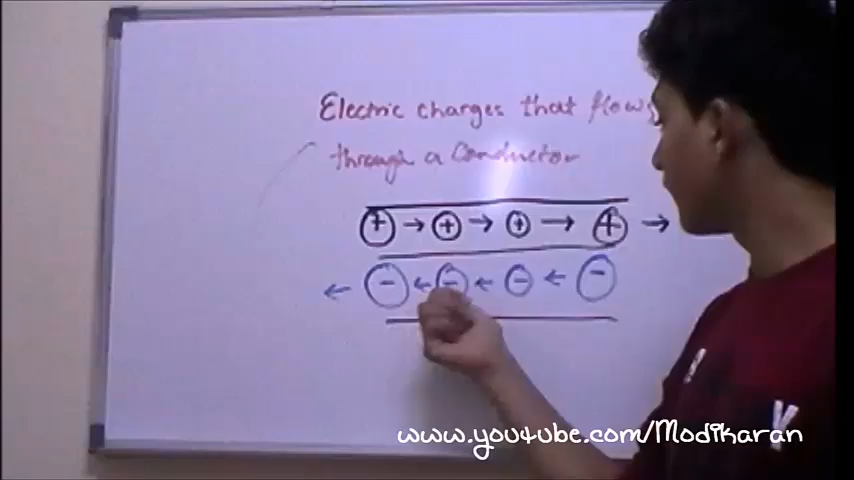 Electric charges that flows
through a Conductor
+ → + → + → + →
← - ← - ← - ← -
www.youtube.com/Modikaran